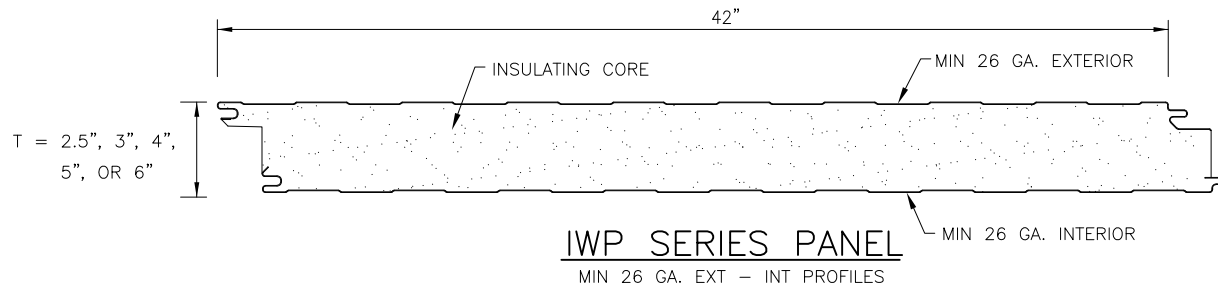 42”
INSULATING CORE
MIN 26 GA. EXTERIOR
T = 2.5”, 3”, 4”,
5”, OR 6”
MIN 26 GA. INTERIOR
IWP SERIES PANEL
MIN 26 GA. EXT – INT PROFILES